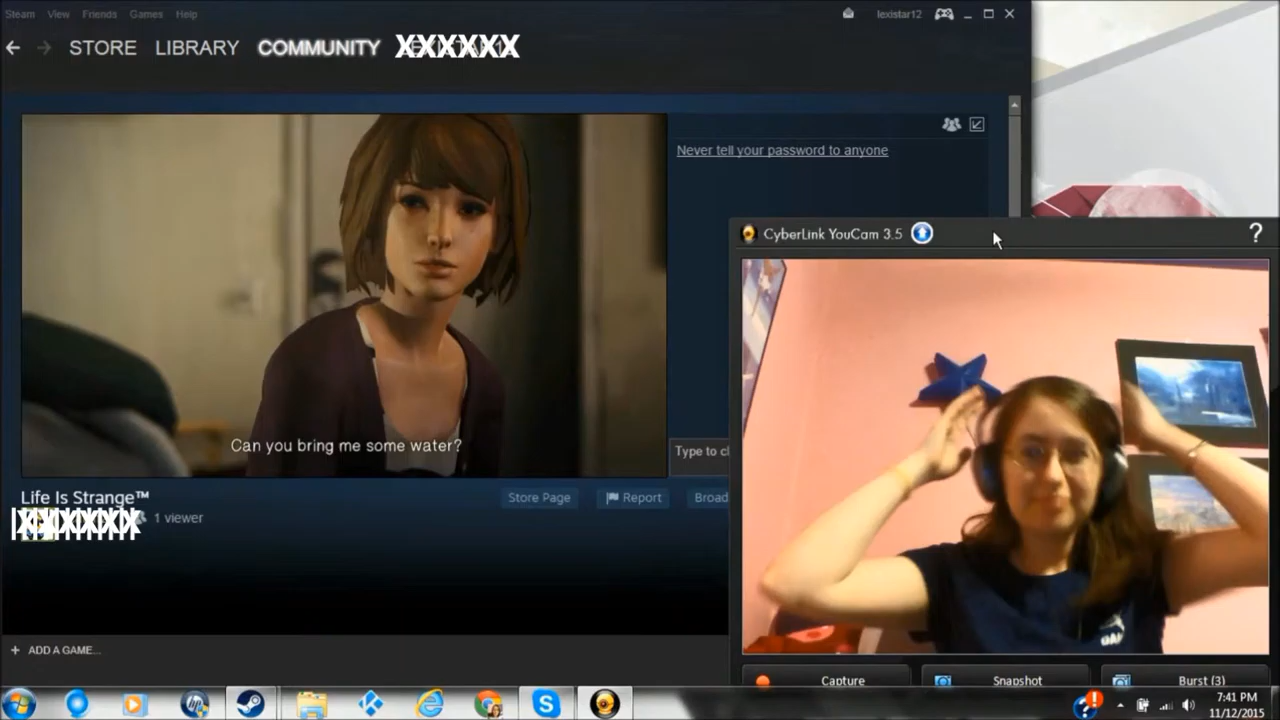 Steam View Friends Games Help
lexistar12
STORE LIBRARY COMMUNITY XXXXXX
Never tell your password to anyone
CyberLink YouCam 3.5
?
Can you bring me some water?
Type to
Life Is Strange™
Store Page
Report
Broad
XXXXXX
1 viewer
+ ADD A GAME...
Capture
Snapshot
Burst (3)
7:41 PM
11/12/2015